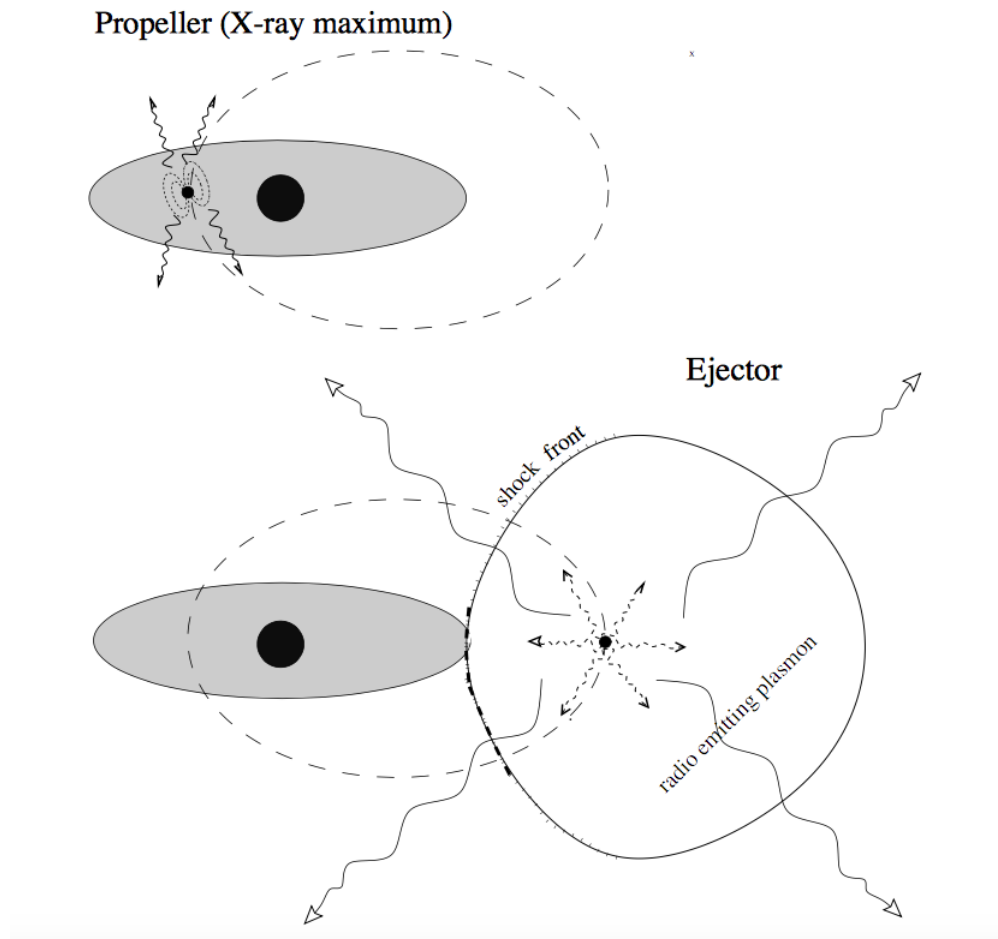 Propeller (X-ray maximum)
x
Ejector
shock front
radio emitting plasmon